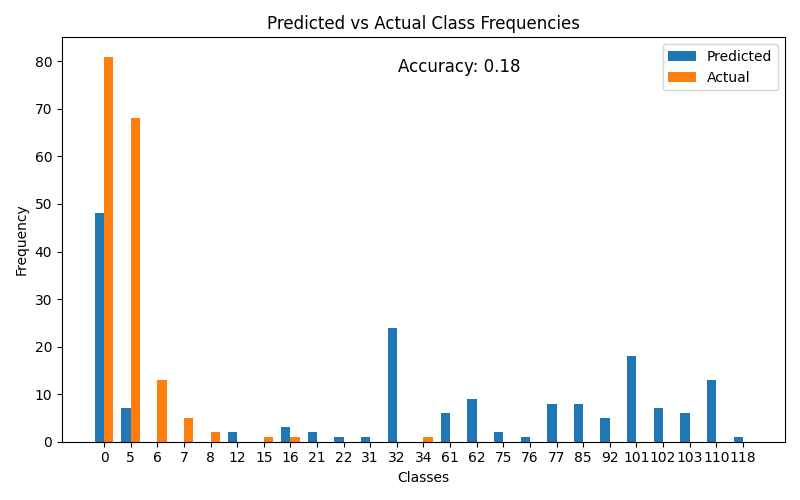 Predicted vs Actual Class Frequencies
Accuracy: 0.18
Predicted
Actual
Frequency
80
70
60
50
40
30
20
10
0
0 5 6 7 8 12 15 16 21 22 31 32 34 61 62 75 76 77 85 92 101 102 103 110 118
Classes